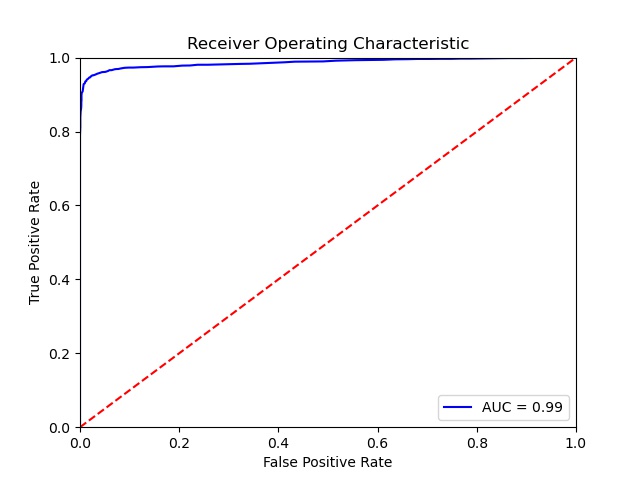 Receiver Operating Characteristic
True Positive Rate
1.0
0.8
0.6
0.4
0.2
0.0
AUC = 0.99
0.0 0.2 0.4 0.6 0.8 1.0
False Positive Rate